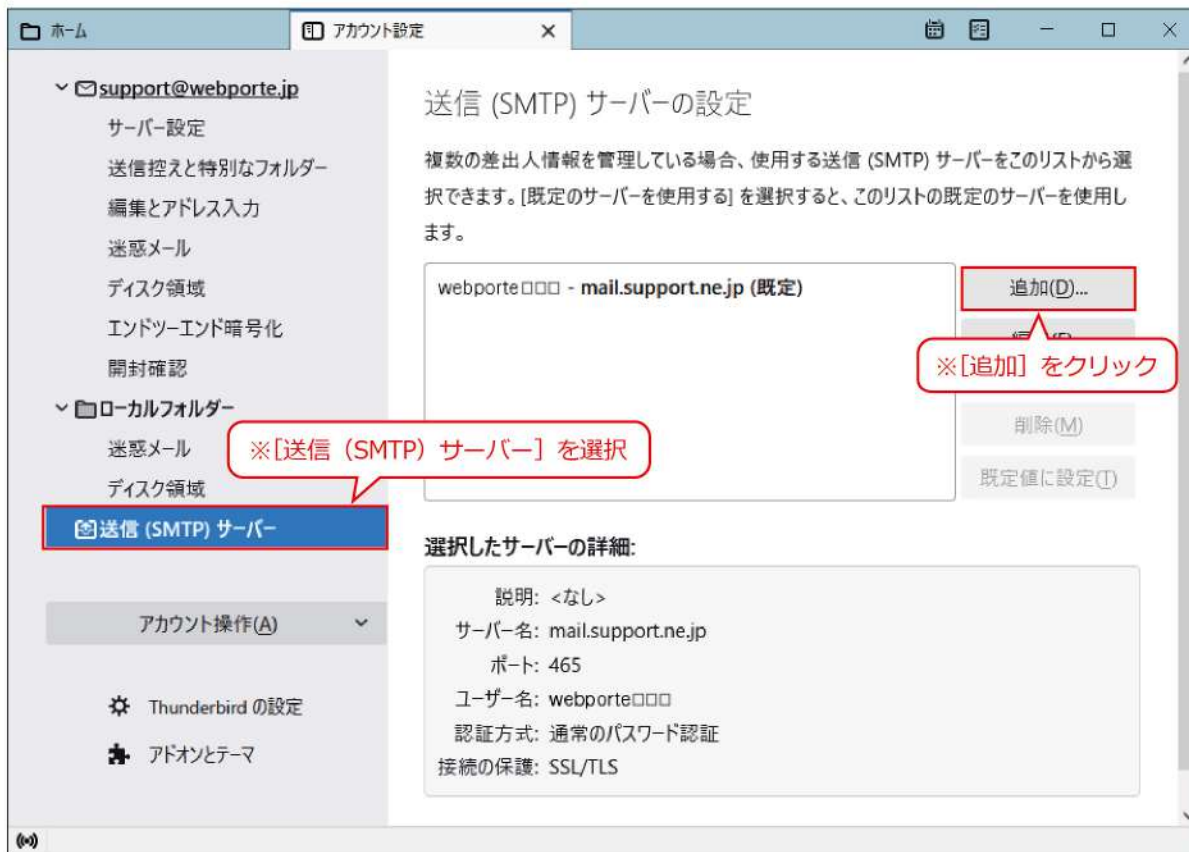 ホーム
アカウント設定
support@webporte.jp
サーバー設定
送信控えと特別なフォルダー
編集とアドレス入力
迷惑メール
ディスク領域
エンドツーエンド暗号化
開封確認
ローカルフォルダー
迷惑メール
ディスク領域
送信 (SMTP) サーバー
アカウント操作(A)
Thunderbird の設定
アドオンとテーマ
※[送信（SMTP）サーバー] を選択
送信 (SMTP) サーバーの設定
複数の差出人情報を管理している場合、使用する送信 (SMTP) サーバーをこのリストから選
択できます。[既定のサーバーを使用する] を選択すると、このリストの既定のサーバーを使用し
ます。
webporte□□□ - mail.support.ne.jp (既定)
追加(D)...
※[追加] をクリック
削除(M)
既定値に設定(T)
選択したサーバーの詳細:
説明: <なし>
サーバー名: mail.support.ne.jp
ポート: 465
ユーザー名: webporte□□□
認証方式: 通常のパスワード認証
接続の保護: SSL/TLS